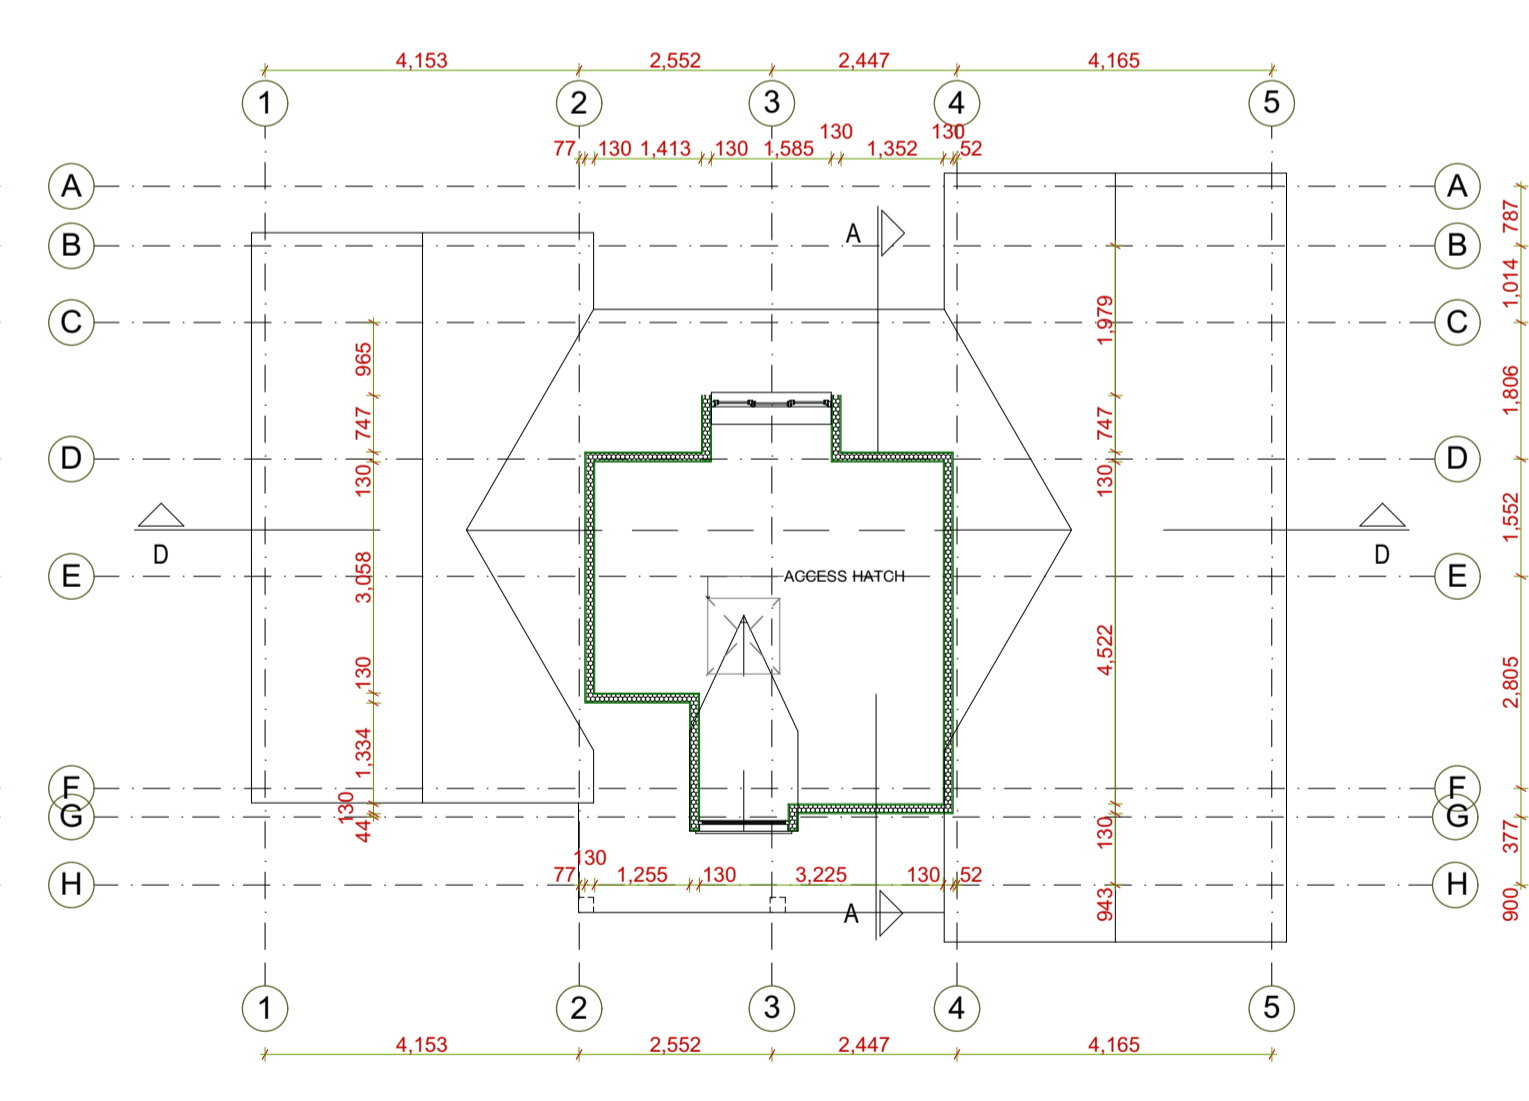 4,153 2,552 2,447 4,165
1 2 3 4 5
130 130
77 130 1,413 130 1,585 1,352 52
A A
787
A
B B
1,014
C C
1,979
965
1,806
747 747
D D
130 130
1,552
D D
E ACCESS HATCH E
3,058
4,522
130
2,805
1,334
F F
130
G G
44 130 377
130
77 1,255 130 3,225 130 52
H H
943 900
A
1 2 3 4 5
4,153 2,552 2,447 4,165